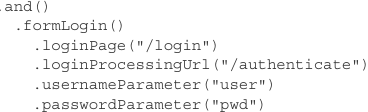 .and()
.formLogin()
.loginPage("/login")
.loginProcessingUrl("/authenticate")
.usernameParameter("user")
.passwordParameter("pwd")